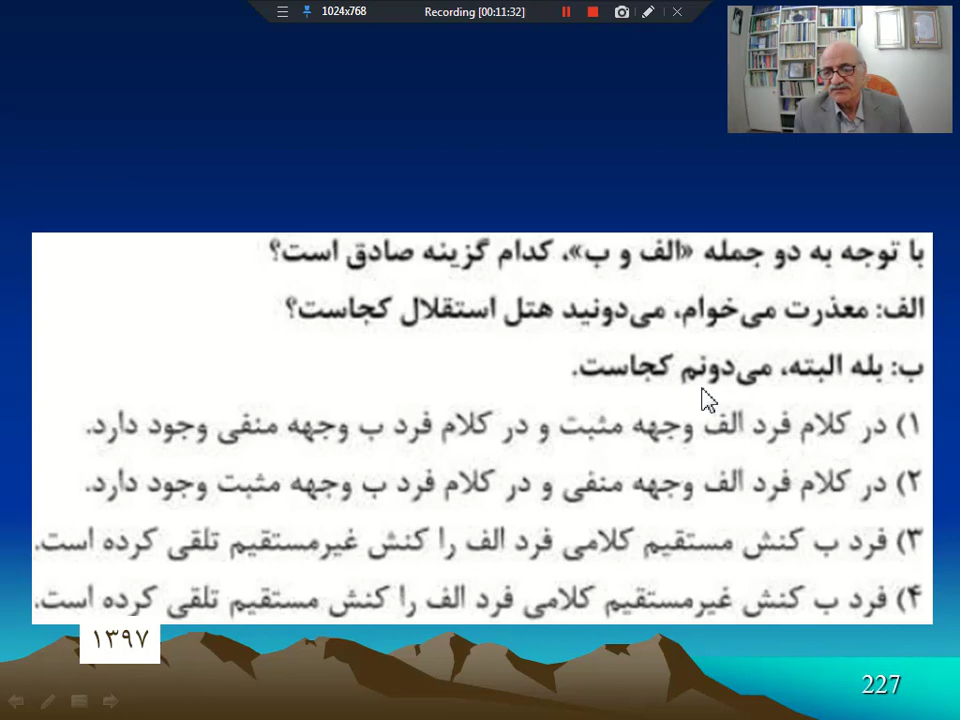 1024x768
Recording [00:11:32]
با توجه به دو جمله «الف و ب»، کدام گزینه صادق است؟
الف: معذرت می‌خوام، می‌دونید هتل استقلال کجاست؟
ب: بله البته، می‌دونم کجاست.
۱) در کلام فرد الف وجهه مثبت و در کلام فرد ب وجهه منفی وجود دارد.
۲) در کلام فرد الف وجهه منفی و در کلام فرد ب وجهه مثبت وجود دارد.
۳) فرد ب کنش مستقیم کلامی فرد الف را کنش غیرمستقیم تلقی کرده است.
۴) فرد ب کنش غیرمستقیم کلامی فرد الف را کنش مستقیم تلقی کرده است.
۱۳۹۷
227